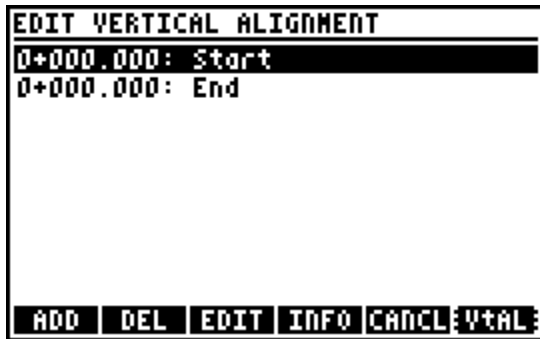 EDIT VERTICAL ALIGNMENT
0+000.000: Start
0+000.000: End
ADD DEL EDIT INFO CANCL VtAL